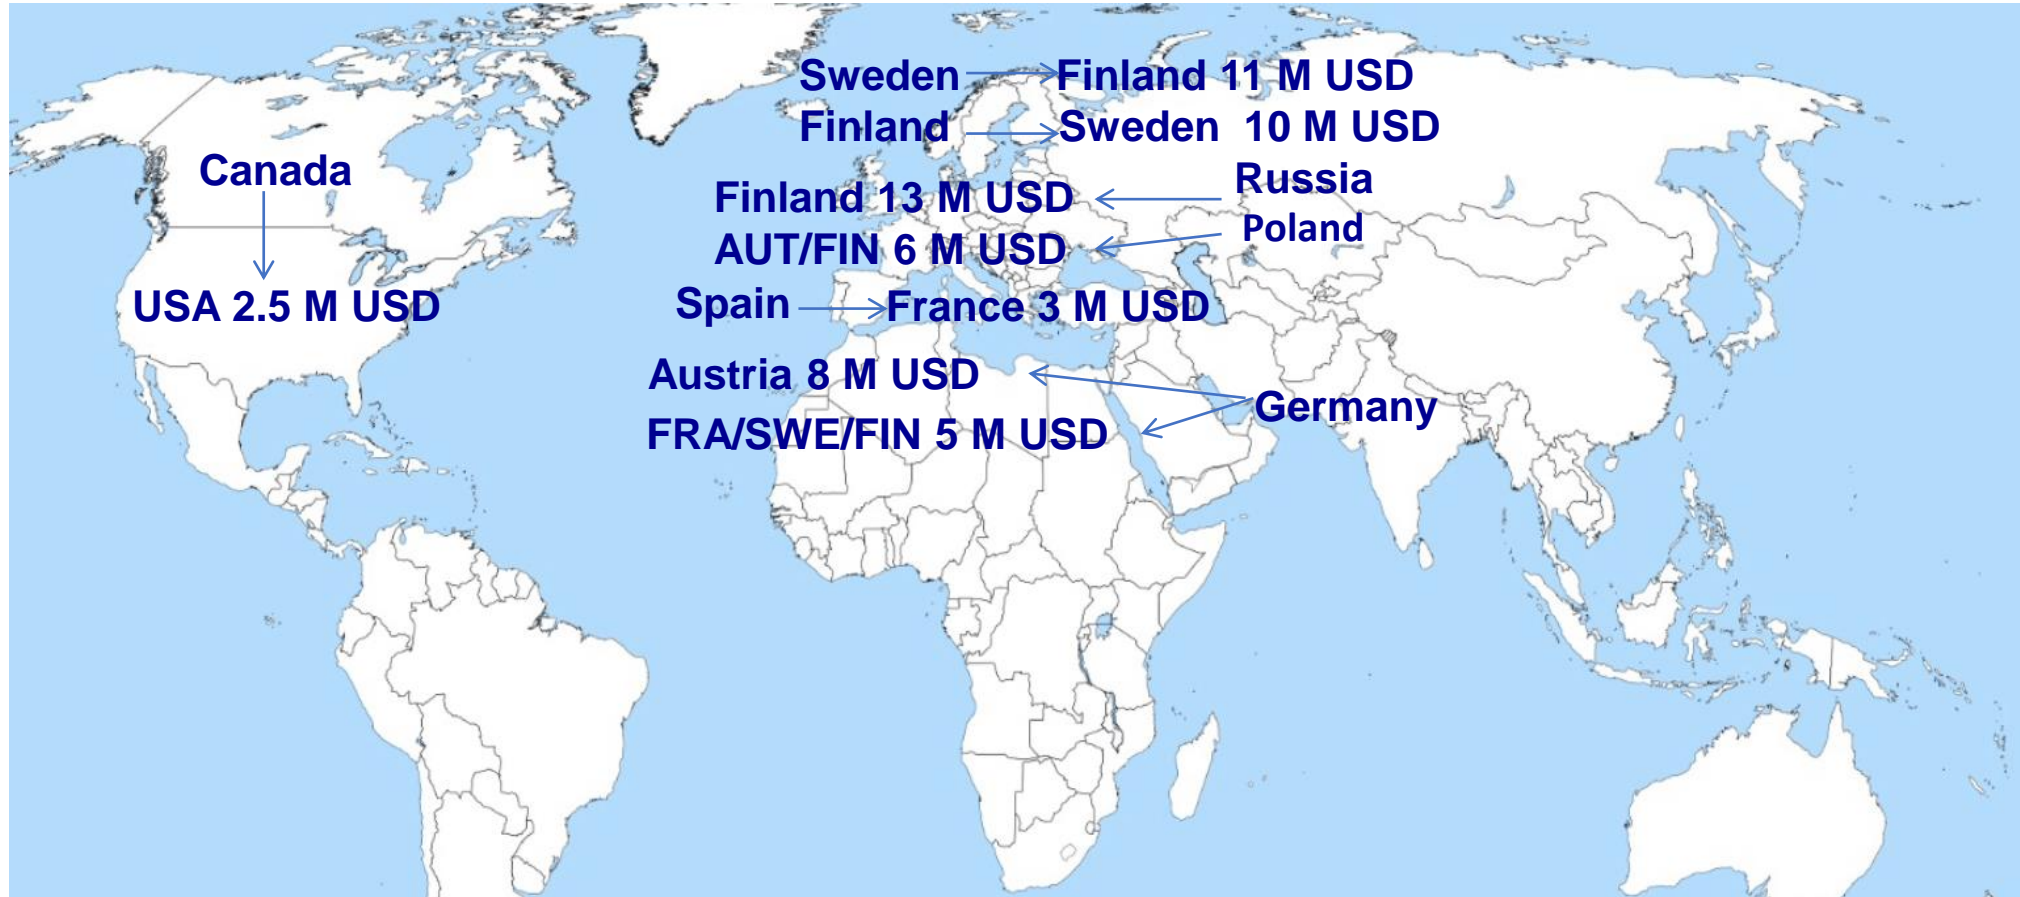 Sweden Finland 11 M USD
Finland Sweden 10 M USD
Canada
USA 2.5 M USD
Finland 13 M USD Russia
AUT/FIN 6 M USD Poland
Spain France 3 M USD
Austria 8 M USD
Germany
FRA/SWE/FIN 5 M USD